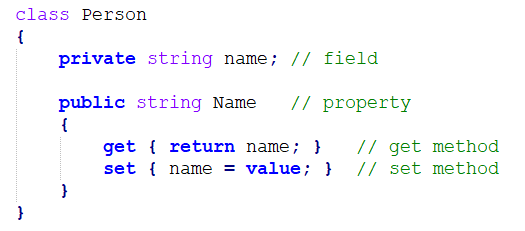 class Person
{
    private string name; // field

    public string Name   // property
    {
        get { return name; }   // get method
        set { name = value; }  // set method
    }
}